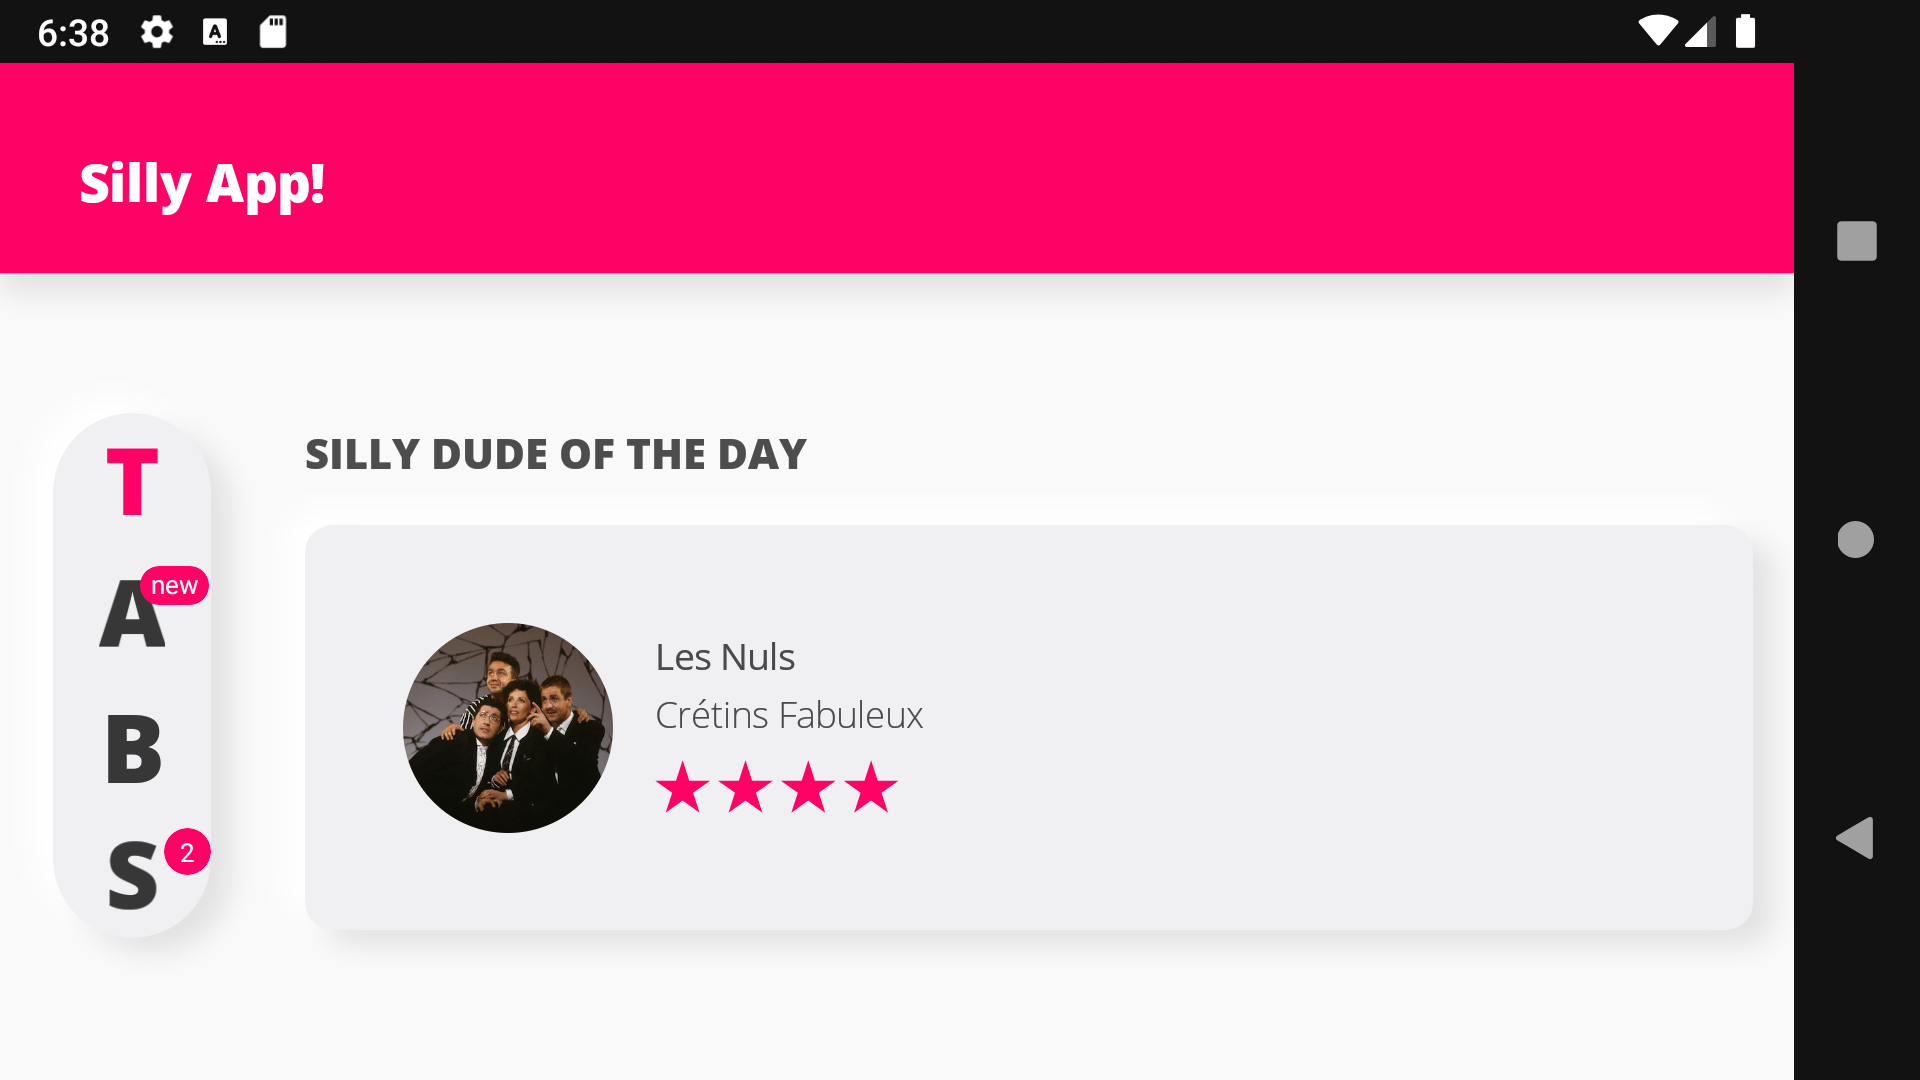 6:38
Silly App!
T
A
new
B
S
2
SILLY DUDE OF THE DAY
Les Nuls
Crétins Fabuleux